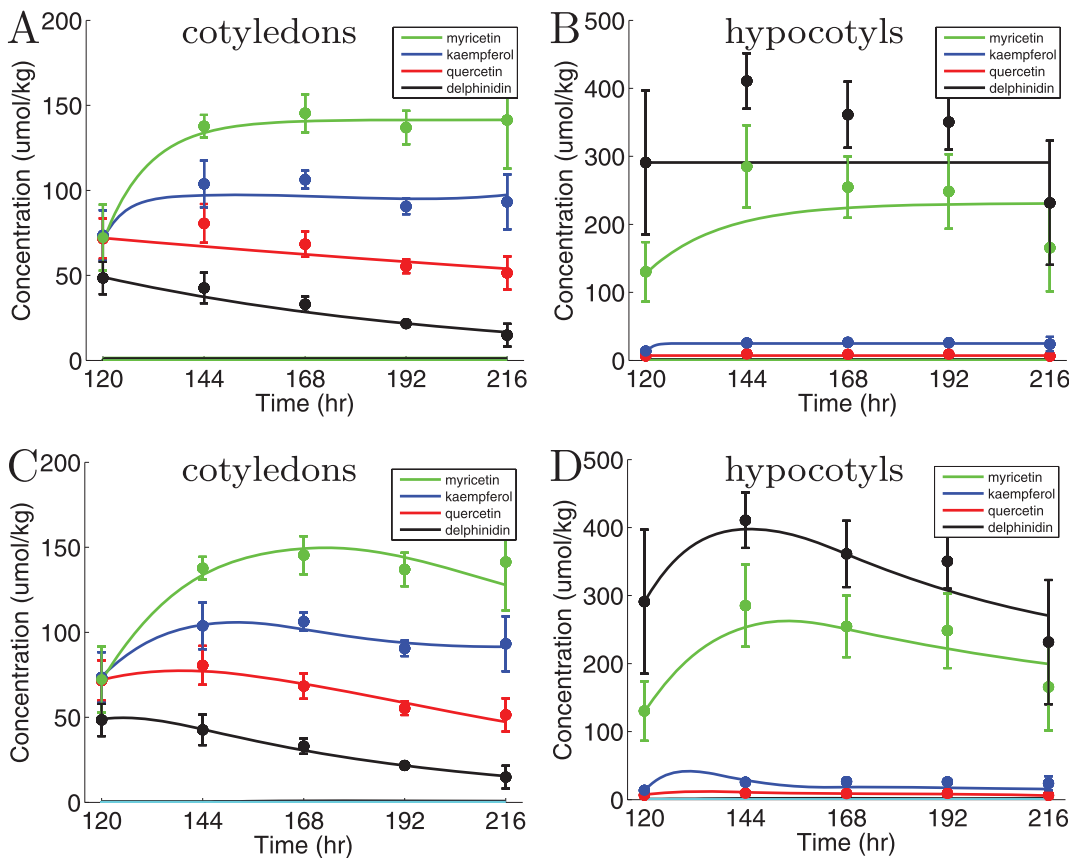 A
cotyledons
myricetin
kaempferol
quercetin
delphinidin
Concentration (umol/kg)
200
150
100
50
0
120 144 168 192 216
Time (hr)
B
hypocotyls
myricetin
kaempferol
quercetin
delphinidin
Concentration (umol/kg)
500
400
300
200
100
0
120 144 168 192 216
Time (hr)
C
cotyledons
myricetin
kaempferol
quercetin
delphinidin
Concentration (umol/kg)
200
150
100
50
0
120 144 168 192 216
Time (hr)
D
hypocotyls
myricetin
kaempferol
quercetin
delphinidin
Concentration (umol/kg)
500
400
300
200
100
0
120 144 168 192 216
Time (hr)